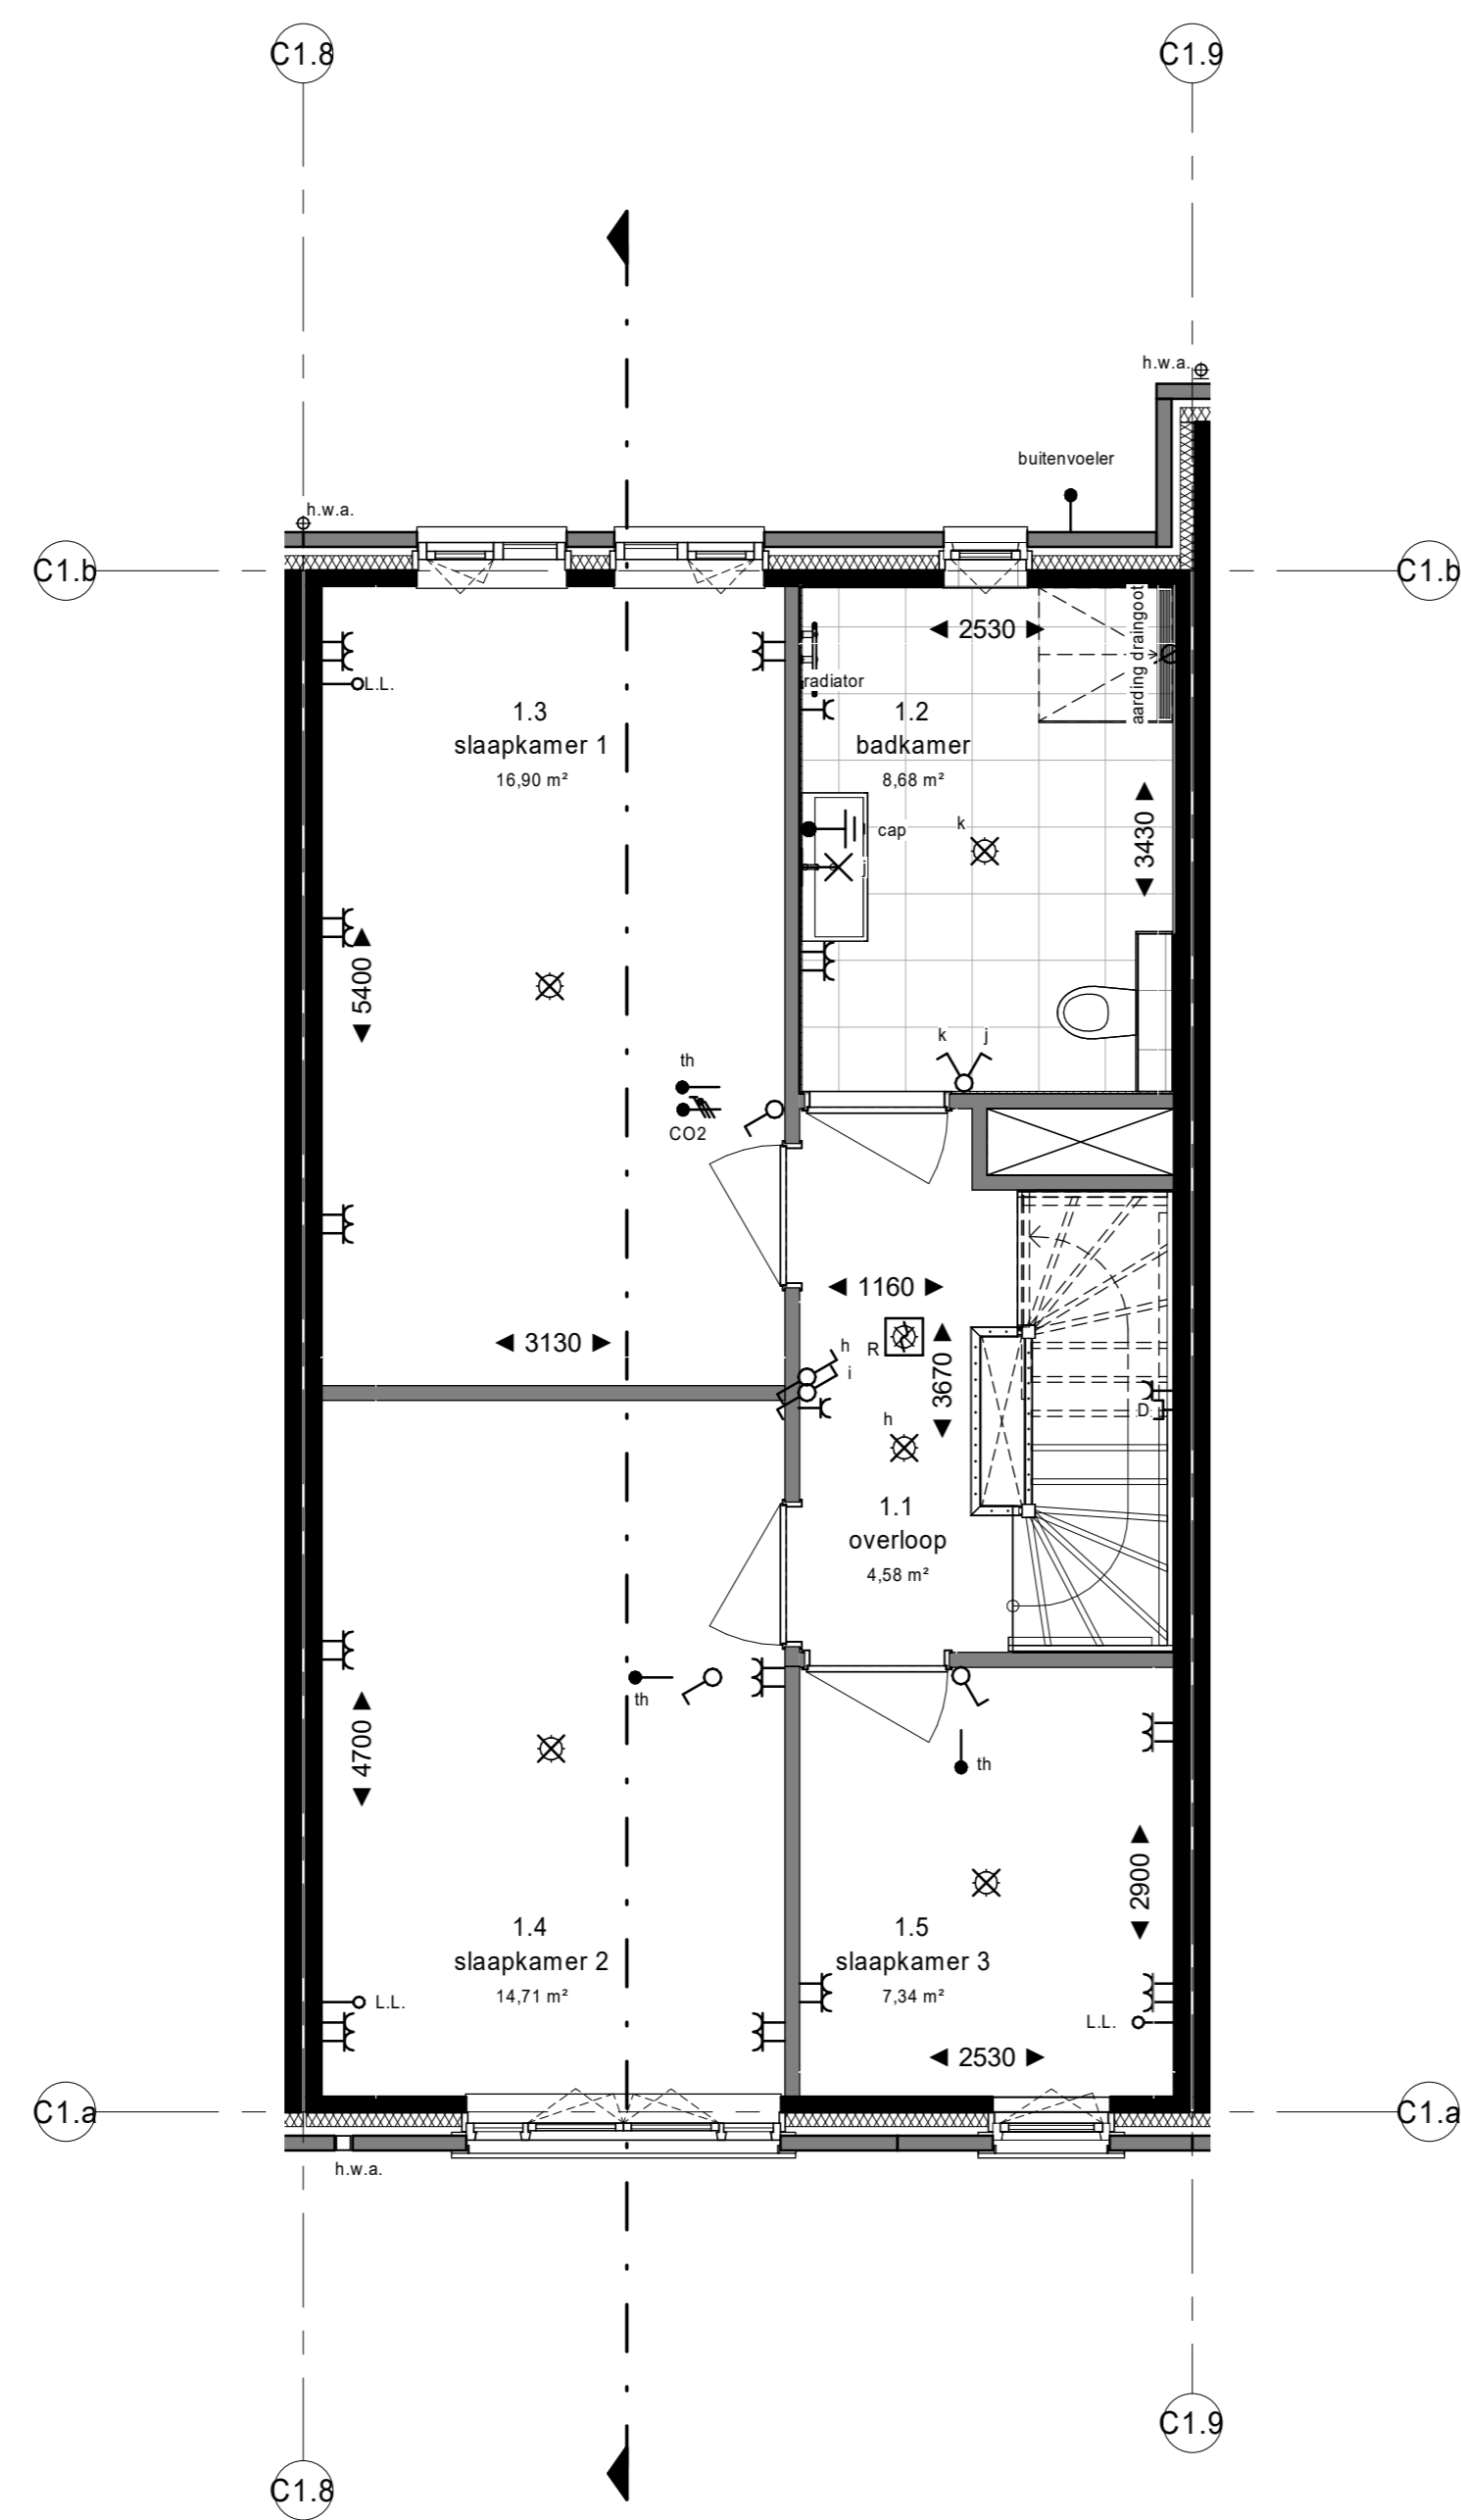 C1.8
C1.9
h.w.a.
buitenvoeler
h.w.a.
C1.b
C1.b
aarding draingoot
2530
L.L.
radiator
1.3
slaapkamer 1
16,90 m²
1.2
badkamer
8,68 m²
k
cap
j
3430
5400
k
j
th
CO2
1160
3130
R
3670
h
i
h
D
1.1
overloop
4,58 m²
th
4700
th
2900
1.4
slaapkamer 2
14,71 m²
1.5
slaapkamer 3
7,34 m²
L.L.
L.L.
2530
C1.a
C1.a
h.w.a.
C1.9
C1.8